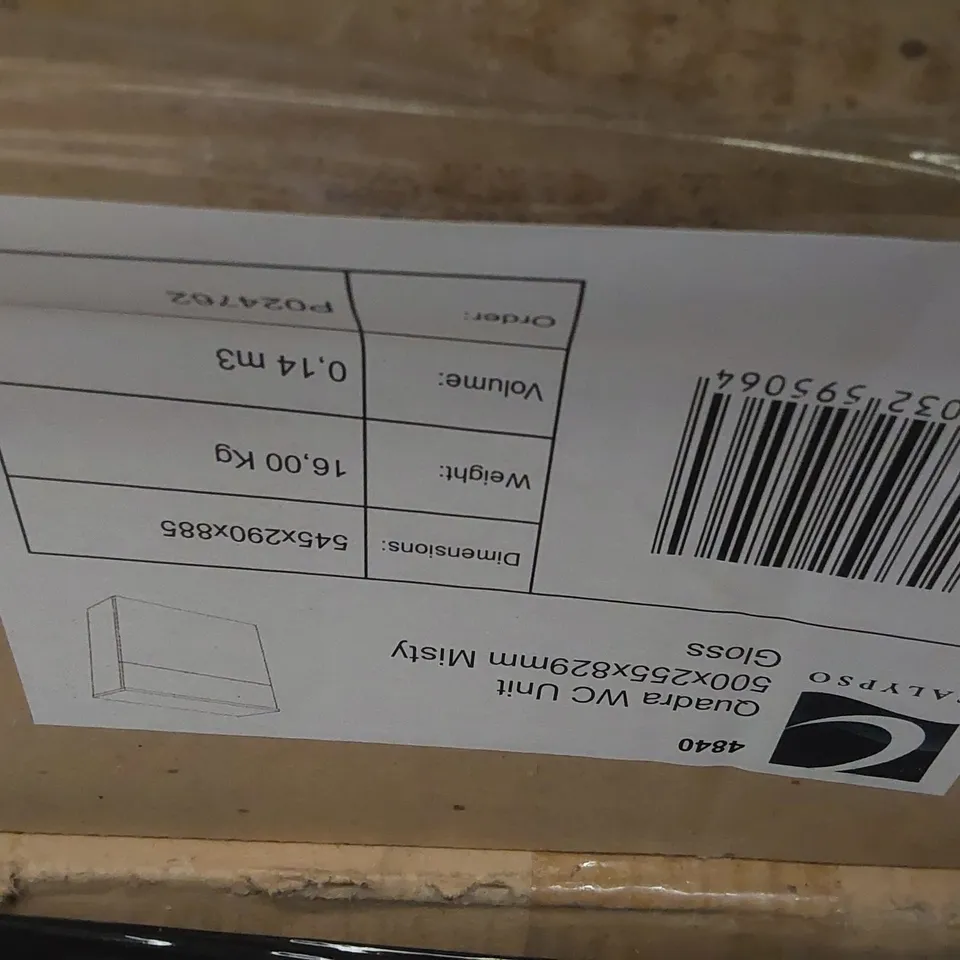 4840
Quadra WC Unit
500x255x829mm Misty
Gloss
ALYPSO
Dimensions: 545x290x885
Weight: 16,00 Kg
Volume: 0,14 m3
Order: P024762
032 595064